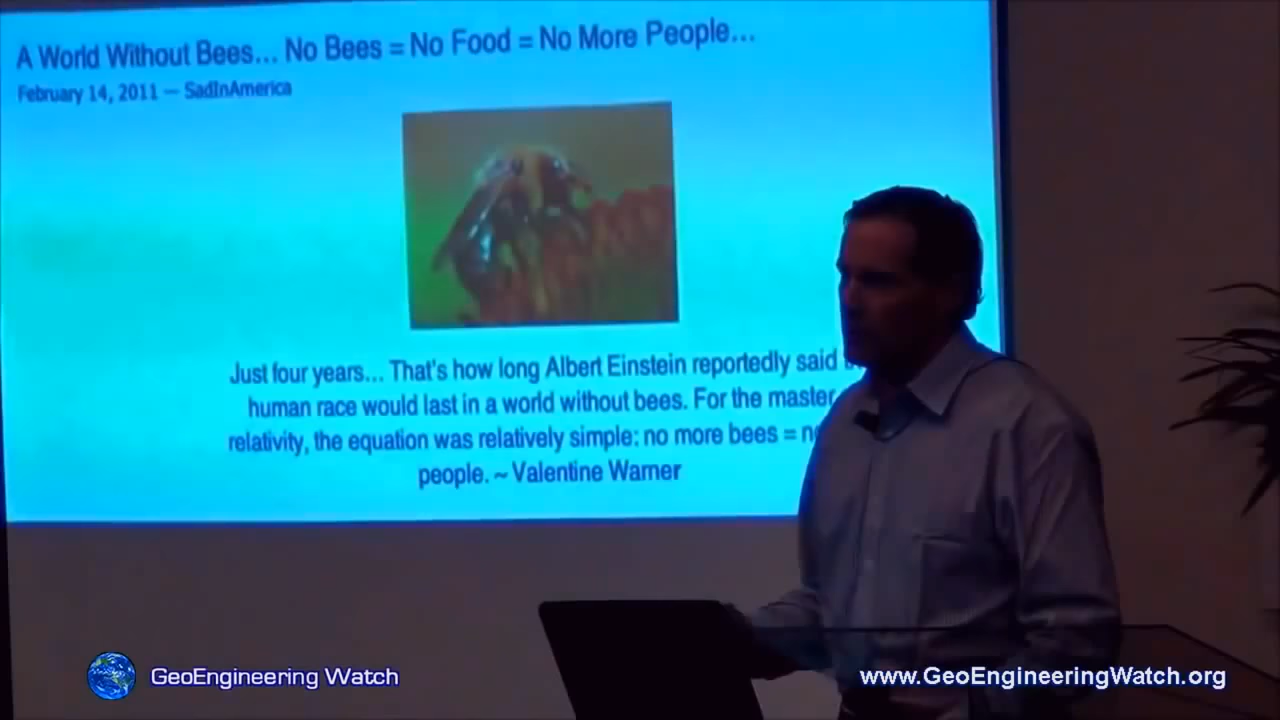 A World Without Bees... No Bees = No Food = No More People...
February 14, 2011 — SadInAmerica
Just four years... That's how long Albert Einstein reportedly said
human race would last in a world without bees. For the master
relativity, the equation was relatively simple: no more bees =
people. ~ Valentine Warner
GeoEngineering Watch
www.GeoEngineeringWatch.org